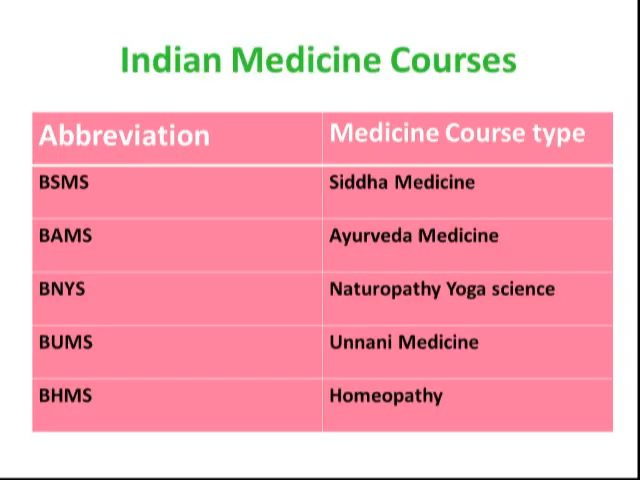 Indian Medicine Courses
Abbreviation Medicine Course type
BSMS Siddha Medicine
BAMS Ayurveda Medicine
BNYS Naturopathy Yoga science
BUMS Unnani Medicine
BHMS Homeopathy